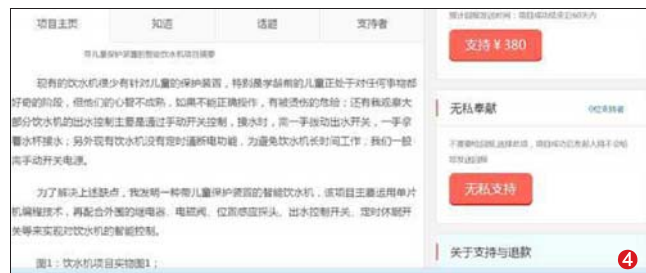 项目主页 知道 话题 支持者
带儿童保护装置的智能饮水机项目摘要
现有的饮水机很少有针对儿童的保护装置，特别是学龄前的儿童正处于对任何事物都
好奇的阶段，但他们的心智不成熟，如果不能正确操作，有被烫伤的危险；还有我观察大
部分饮水机的出水控制主要是通过手动开关控制，接水时，需一手扳动出水开关，一手拿
着水杯接水；另外现有饮水机没有定时通断电功能，为避免饮水机长时间工作，我们一般
需手动开关电源。
为了解决上述缺点，我发明一种带儿童保护装置的智能饮水机，该项目主要运用单片
机编程技术，再配合外围的继电器、电磁阀、位置感应探头、出水控制开关、定时休眠开
关等来实现对饮水机的智能控制。
图1：饮水机项目实物图1；
支持￥380
无私奉献 0位支持者
无私支持
关于支持与退款
4